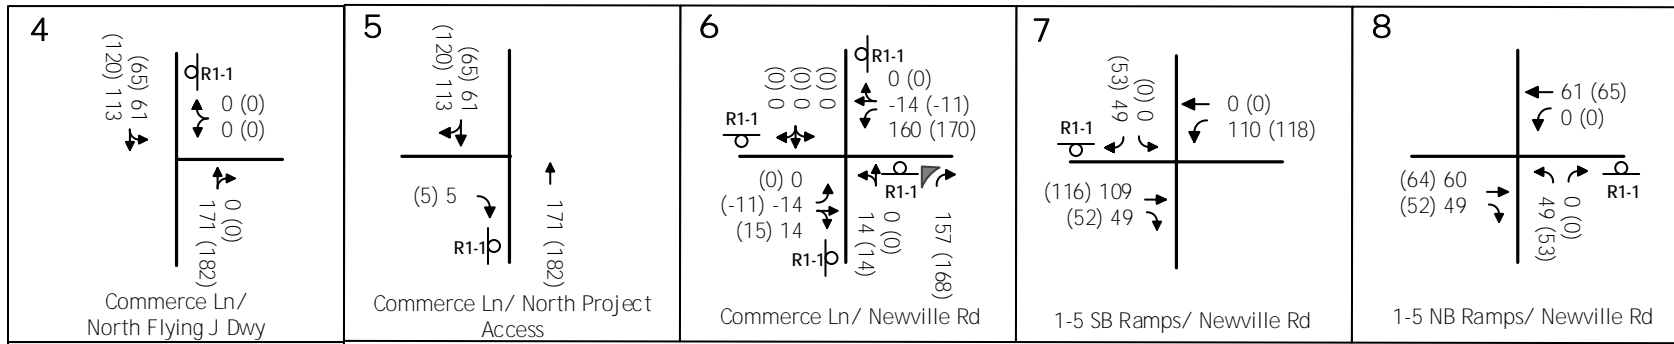 4
(65) 61
(120) 113
R1-1
0 (0)
0 (0)
0 (0)
171 (182)
Commerce Ln/
North Flying J Dwy
5
(65) 61
(120) 113
(5) 5
R1-1
171 (182)
Commerce Ln/ North Project
Access
6
R1-1
(0) 0
(0) 0
(0) 0
0 (0)
-14 (-11)
160 (170)
R1-1
(0) 0
(-11) -14
(15) 14
R1-1
R1-1
0 (0)
14 (14)
157 (168)
Commerce Ln/ Newville Rd
7
(0) 0
(53) 49
0 (0)
110 (118)
R1-1
(116) 109
(52) 49
1-5 SB Ramps/ Newville Rd
8
61 (65)
0 (0)
(64) 60
(52) 49
R1-1
0 (0)
49 (53)
1-5 NB Ramps/ Newville Rd